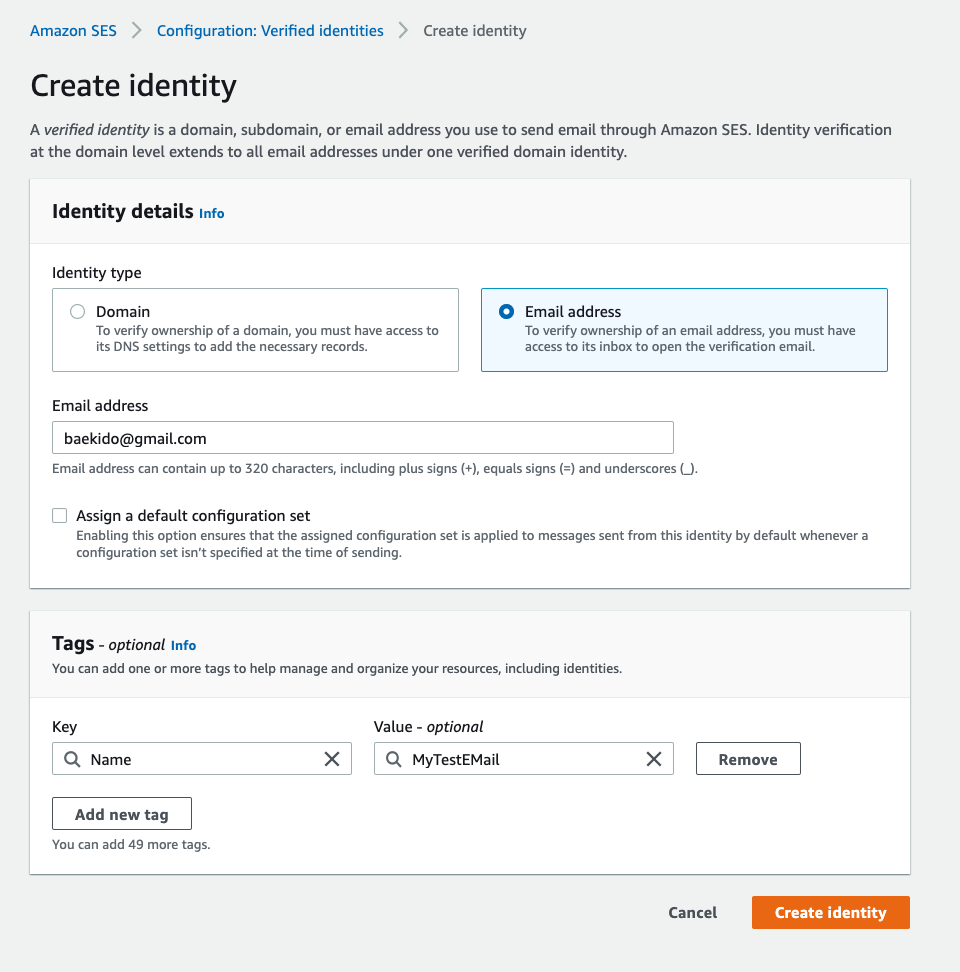 Amazon SES > Configuration: Verified identities > Create identity
Create identity
A verified identity is a domain, subdomain, or email address you use to send email through Amazon SES. Identity verification
at the domain level extends to all email addresses under one verified domain identity.
Identity details Info
Identity type
Domain
To verify ownership of a domain, you must have access to
its DNS settings to add the necessary records.
Email address
To verify ownership of an email address, you must have
access to its inbox to open the verification email.
Email address
baekido@gmail.com
Email address can contain up to 320 characters, including plus signs (+), equals signs (=) and underscores (_).
Assign a default configuration set
Enabling this option ensures that the assigned configuration set is applied to messages sent from this identity by default whenever a
configuration set isn’t specified at the time of sending.
Tags - optional Info
You can add one or more tags to help manage and organize your resources, including identities.
Key Value - optional
Name MyTestEMail Remove
Add new tag
You can add 49 more tags.
Cancel Create identity